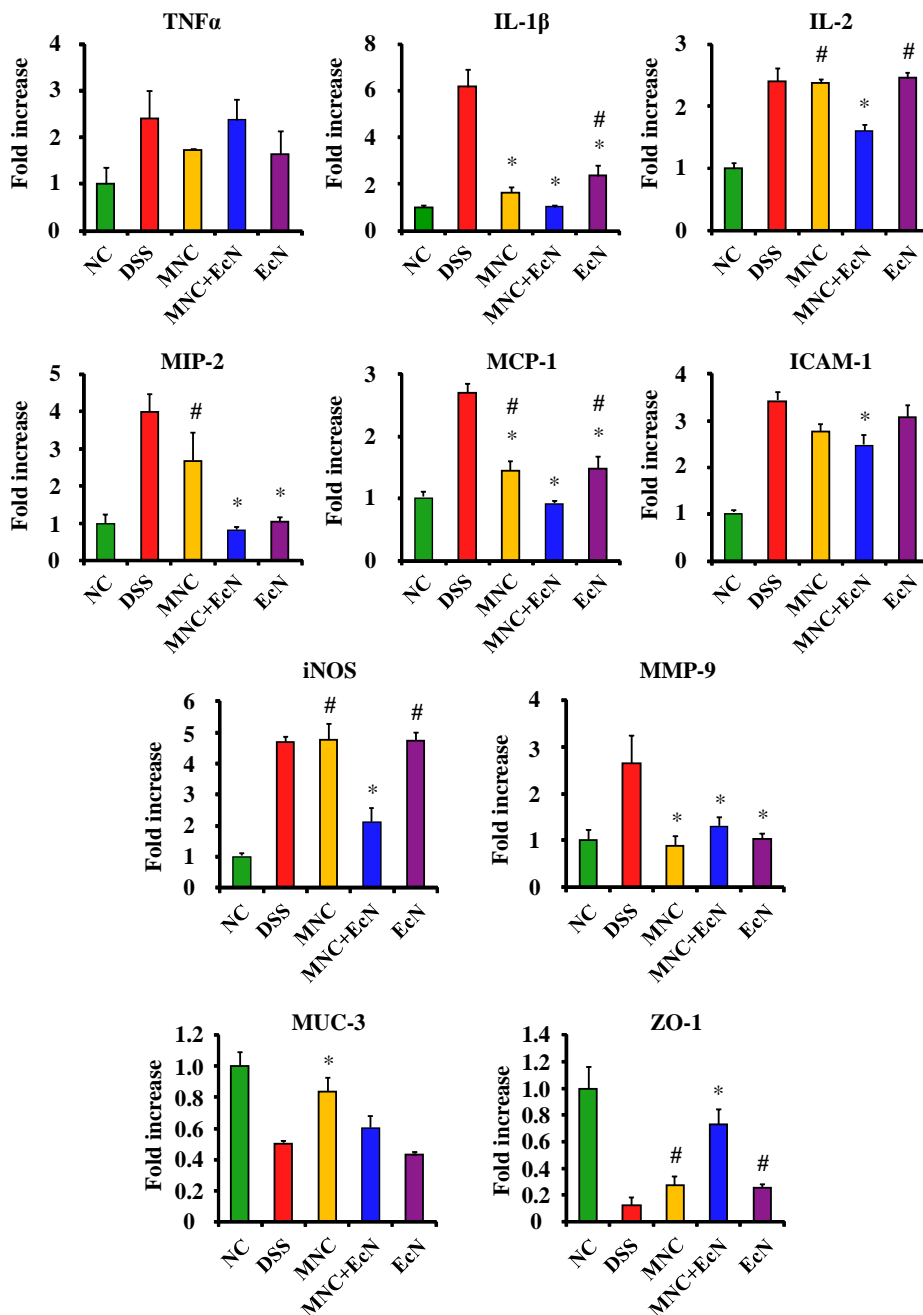 TNFα IL-1β IL-2
Fold increase Fold increase Fold increase
4 8 3
# #
3 6
#
2
* * *
2 4
*
1
1 2
0 0 0
NC DSS MNC MNC+EcN EcN NC DSS MNC MNC+EcN EcN NC DSS MNC MNC+EcN EcN
MIP-2 MCP-1 ICAM-1
Fold increase Fold increase Fold increase
5 3 4
4 # # #
3
3 2 * * *
2
2 * * *
1
1 1
0 0 0
NC DSS MNC MNC+EcN EcN NC DSS MNC MNC+EcN EcN NC DSS MNC MNC+EcN EcN
iNOS MMP-9
Fold increase Fold increase
6 # # 4
5
3
4
*
3 2
* * *
2
1
1
0 0
NC DSS MNC MNC+EcN EcN NC DSS MNC MNC+EcN EcN
MUC-3 ZO-1
Fold increase Fold increase
1.2 1.4
1.0 * 1.2
1.0 *
0.8
0.8
0.6
0.6
0.4 # #
0.4
0.2
0.2
0 0
NC DSS MNC MNC+EcN EcN NC DSS MNC MNC+EcN EcN